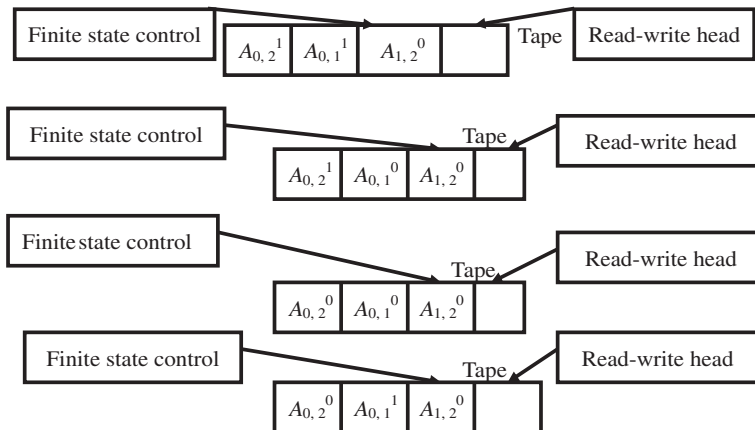 Finite state control
Tape
Read-write head
A0, 2^1 A0, 1^1 A1, 2^0
Finite state control
Tape
Read-write head
A0, 2^1 A0, 1^0 A1, 2^0
Finite state control
Tape
Read-write head
A0, 2^0 A0, 1^0 A1, 2^0
Finite state control
Tape
Read-write head
A0, 2^0 A0, 1^1 A1, 2^0